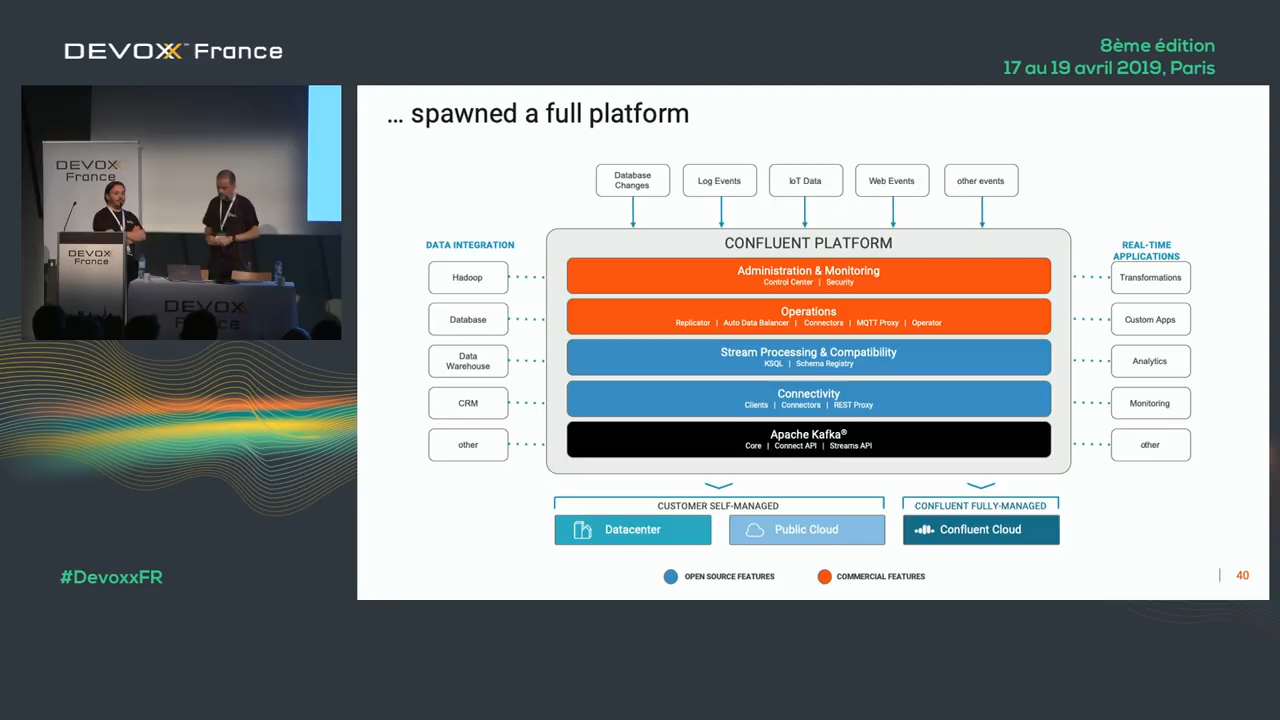 DEVOXX™ France
8ème édition
17 au 19 avril 2019, Paris
DEVOXX
France
DEVOXX
France
DEVOXX
France
#DevoxxFR
... spawned a full platform
Database
Changes
Log Events
IoT Data
Web Events
other events
DATA INTEGRATION
Hadoop
Database
Data
Warehouse
CRM
other
CONFLUENT PLATFORM
Administration & Monitoring
Control Center | Security
Operations
Replicator | Auto Data Balancer | Connectors | MQTT Proxy | Operator
Stream Processing & Compatibility
KSQL | Schema Registry
Connectivity
Clients | Connectors | REST Proxy
Apache Kafka®
Core | Connect API | Streams API
REAL-TIME
APPLICATIONS
Transformations
Custom Apps
Analytics
Monitoring
other
CUSTOMER SELF-MANAGED
Datacenter
Public Cloud
CONFLUENT FULLY-MANAGED
Confluent Cloud
OPEN SOURCE FEATURES
COMMERCIAL FEATURES
| 40